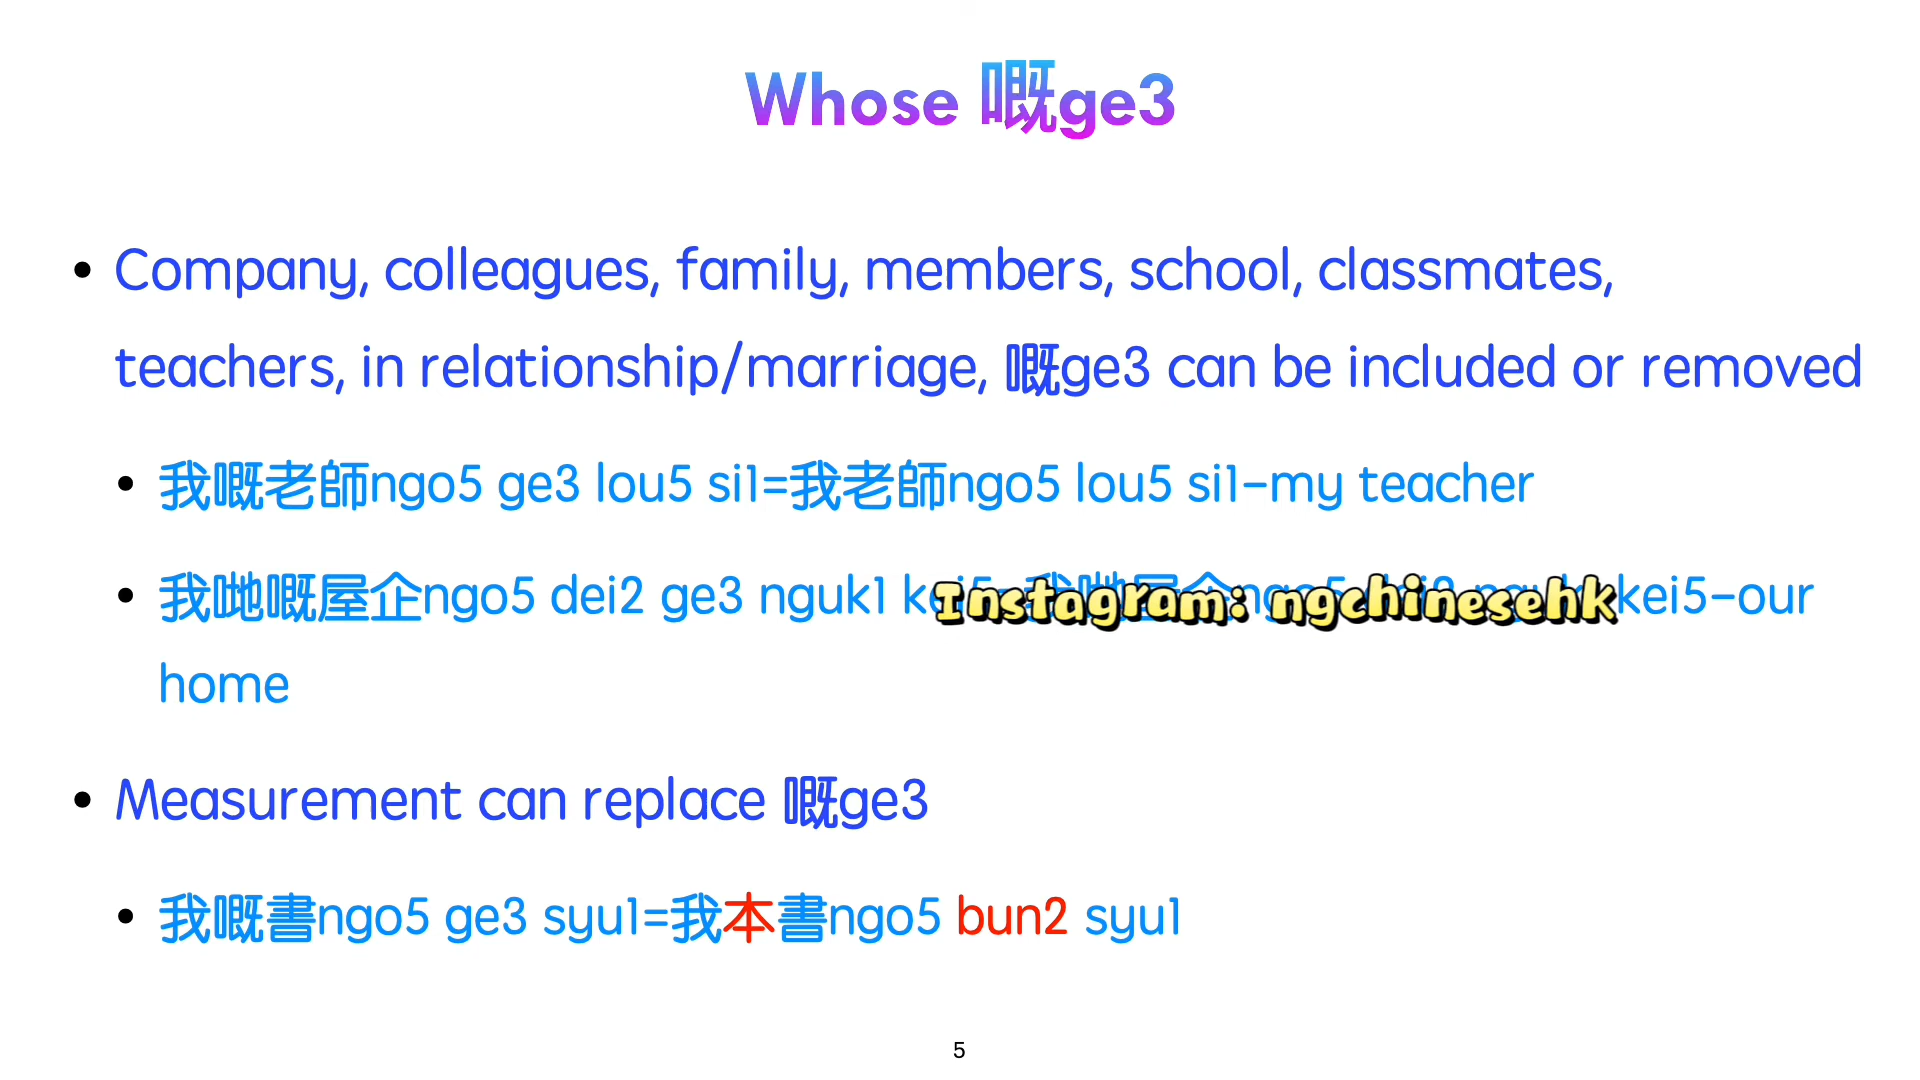 Whose 嘅ge3
• Company, colleagues, family, members, school, classmates,
teachers, in relationship/marriage, 嘅ge3 can be included or removed
• 我嘅老師ngo5 ge3 lou5 si1=我老師ngo5 lou5 si1-my teacher
• 我哋嘅屋企ngo5 dei2 ge3 nguk1 kei5-our
Instagram: ngchinesehk
home
• Measurement can replace 嘅ge3
• 我嘅書ngo5 ge3 syu1=我本書ngo5 bun2 syu1
5